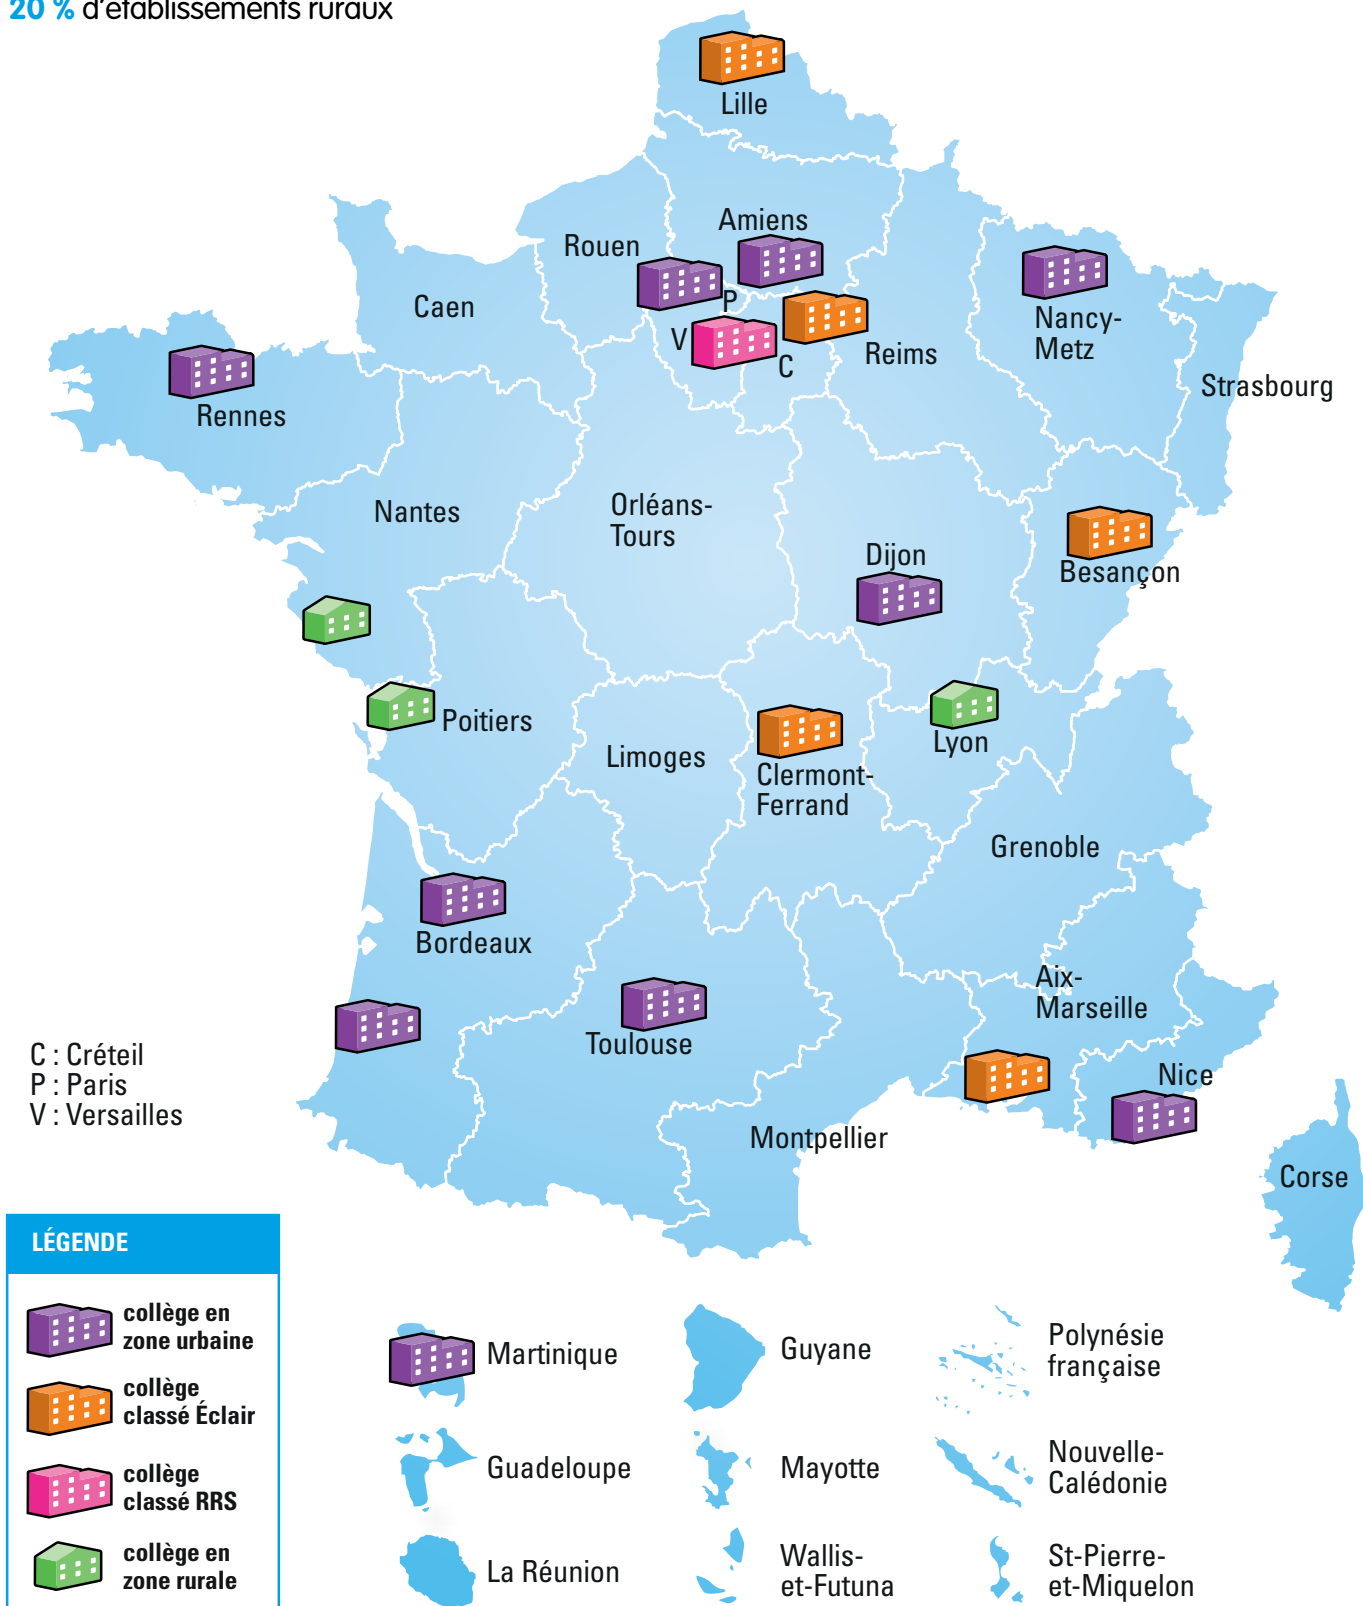 20 % d'établissements ruraux
Lille
Amiens
Rouen
P
Caen
Nancy-
Metz
V
Reims
C
Strasbourg
Rennes
Nantes
Orléans-
Tours
Dijon
Besançon
Poitiers
Lyon
Limoges
Clermont-
Ferrand
Grenoble
Bordeaux
Aix-
Marseille
Toulouse
Nice
Montpellier
Corse
C : Créteil
P : Paris
V : Versailles
LÉGENDE
collège en
zone urbaine
collège
classé Éclair
collège
classé RRS
collège en
zone rurale
Martinique
Guyane
Polynésie
française
Guadeloupe
Mayotte
Nouvelle-
Calédonie
La Réunion
Wallis-
et-Futuna
St-Pierre-
et-Miquelon